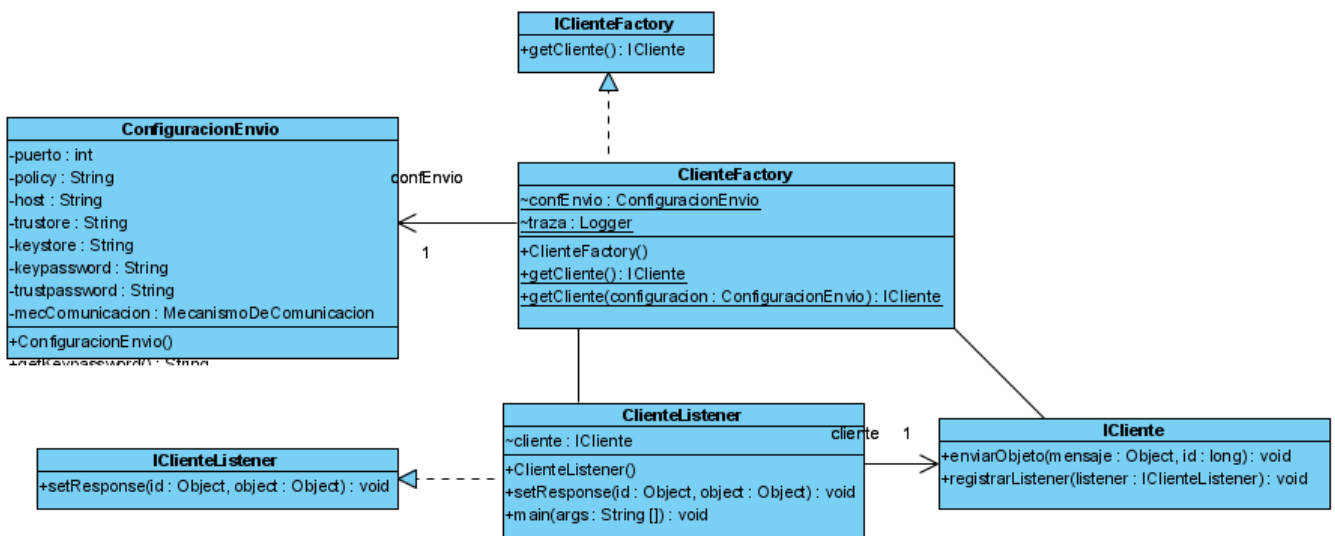 IClienteFactory
+getCliente() : ICliente
ConfiguracionEnvio
-puerto : int
-policy : String
-host : String
-trustore : String
-keystore : String
-keypassword : String
-trustpassword : String
-mecComunicacion : MecanismoDeComunicacion
+ConfiguracionEnvio()
+getKeypassword() : String
confEnvio
1
ClienteFactory
~confEnvio : ConfiguracionEnvio
~traza : Logger
+ClienteFactory()
+getCliente() : ICliente
+getCliente(configuracion : ConfiguracionEnvio) : ICliente
IClienteListener
+setResponse(id : Object, object : Object) : void
ClienteListener
~cliente : ICliente
+ClienteListener()
+setResponse(id : Object, object : Object) : void
+main(args : String []) : void
cliente 1
ICliente
+enviarObjeto(mensaje : Object, id : long) : void
+registrarListener(listener : IClienteListener) : void